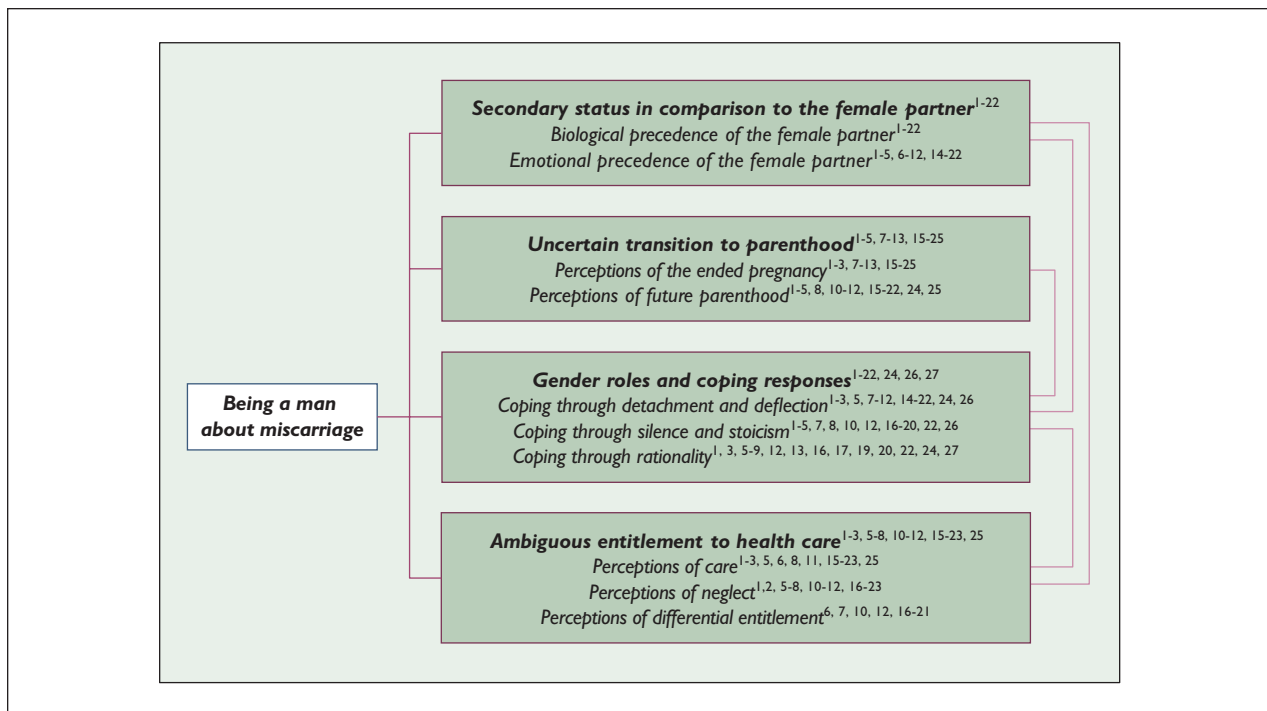 Secondary status in comparison to the female partner1-22
Biological precedence of the female partner1-22
Emotional precedence of the female partner1-5, 6-12, 14-22
Uncertain transition to parenthood1-5, 7-13, 15-25
Perceptions of the ended pregnancy1-3, 7-13, 15-25
Perceptions of future parenthood1-5, 8, 10-12, 15-22, 24, 25
Being a man
about miscarriage
Gender roles and coping responses1-22, 24, 26, 27
Coping through detachment and deflection1-3, 5, 7-12, 14-22, 24, 26
Coping through silence and stoicism1-5, 7, 8, 10, 12, 16-20, 22, 26
Coping through rationality1, 3, 5-9, 12, 13, 16, 17, 19, 20, 22, 24, 27
Ambiguous entitlement to health care1-3, 5-8, 10-12, 15-23, 25
Perceptions of care1-3, 5, 6, 8, 11, 15-23, 25
Perceptions of neglect1,2, 5-8, 10-12, 16-23
Perceptions of differential entitlement6, 7, 10, 12, 16-21